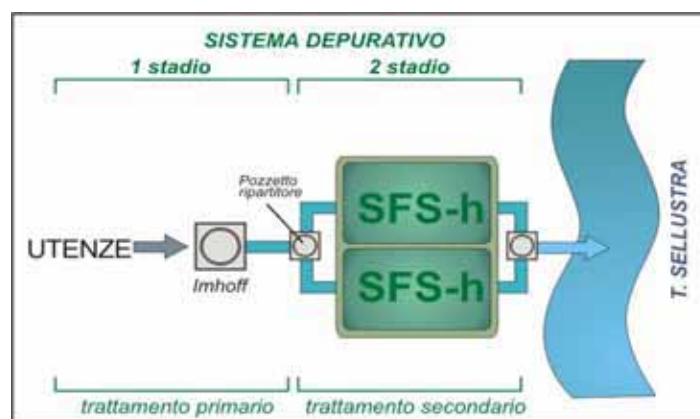 SISTEMA DEPURATIVO
1 stadio
2 stadio
Pozzetto
ripartitore
SFS-h
UTENZE
Imhoff
SFS-h
T. SELLUSTRA
trattamento primario
trattamento secondario